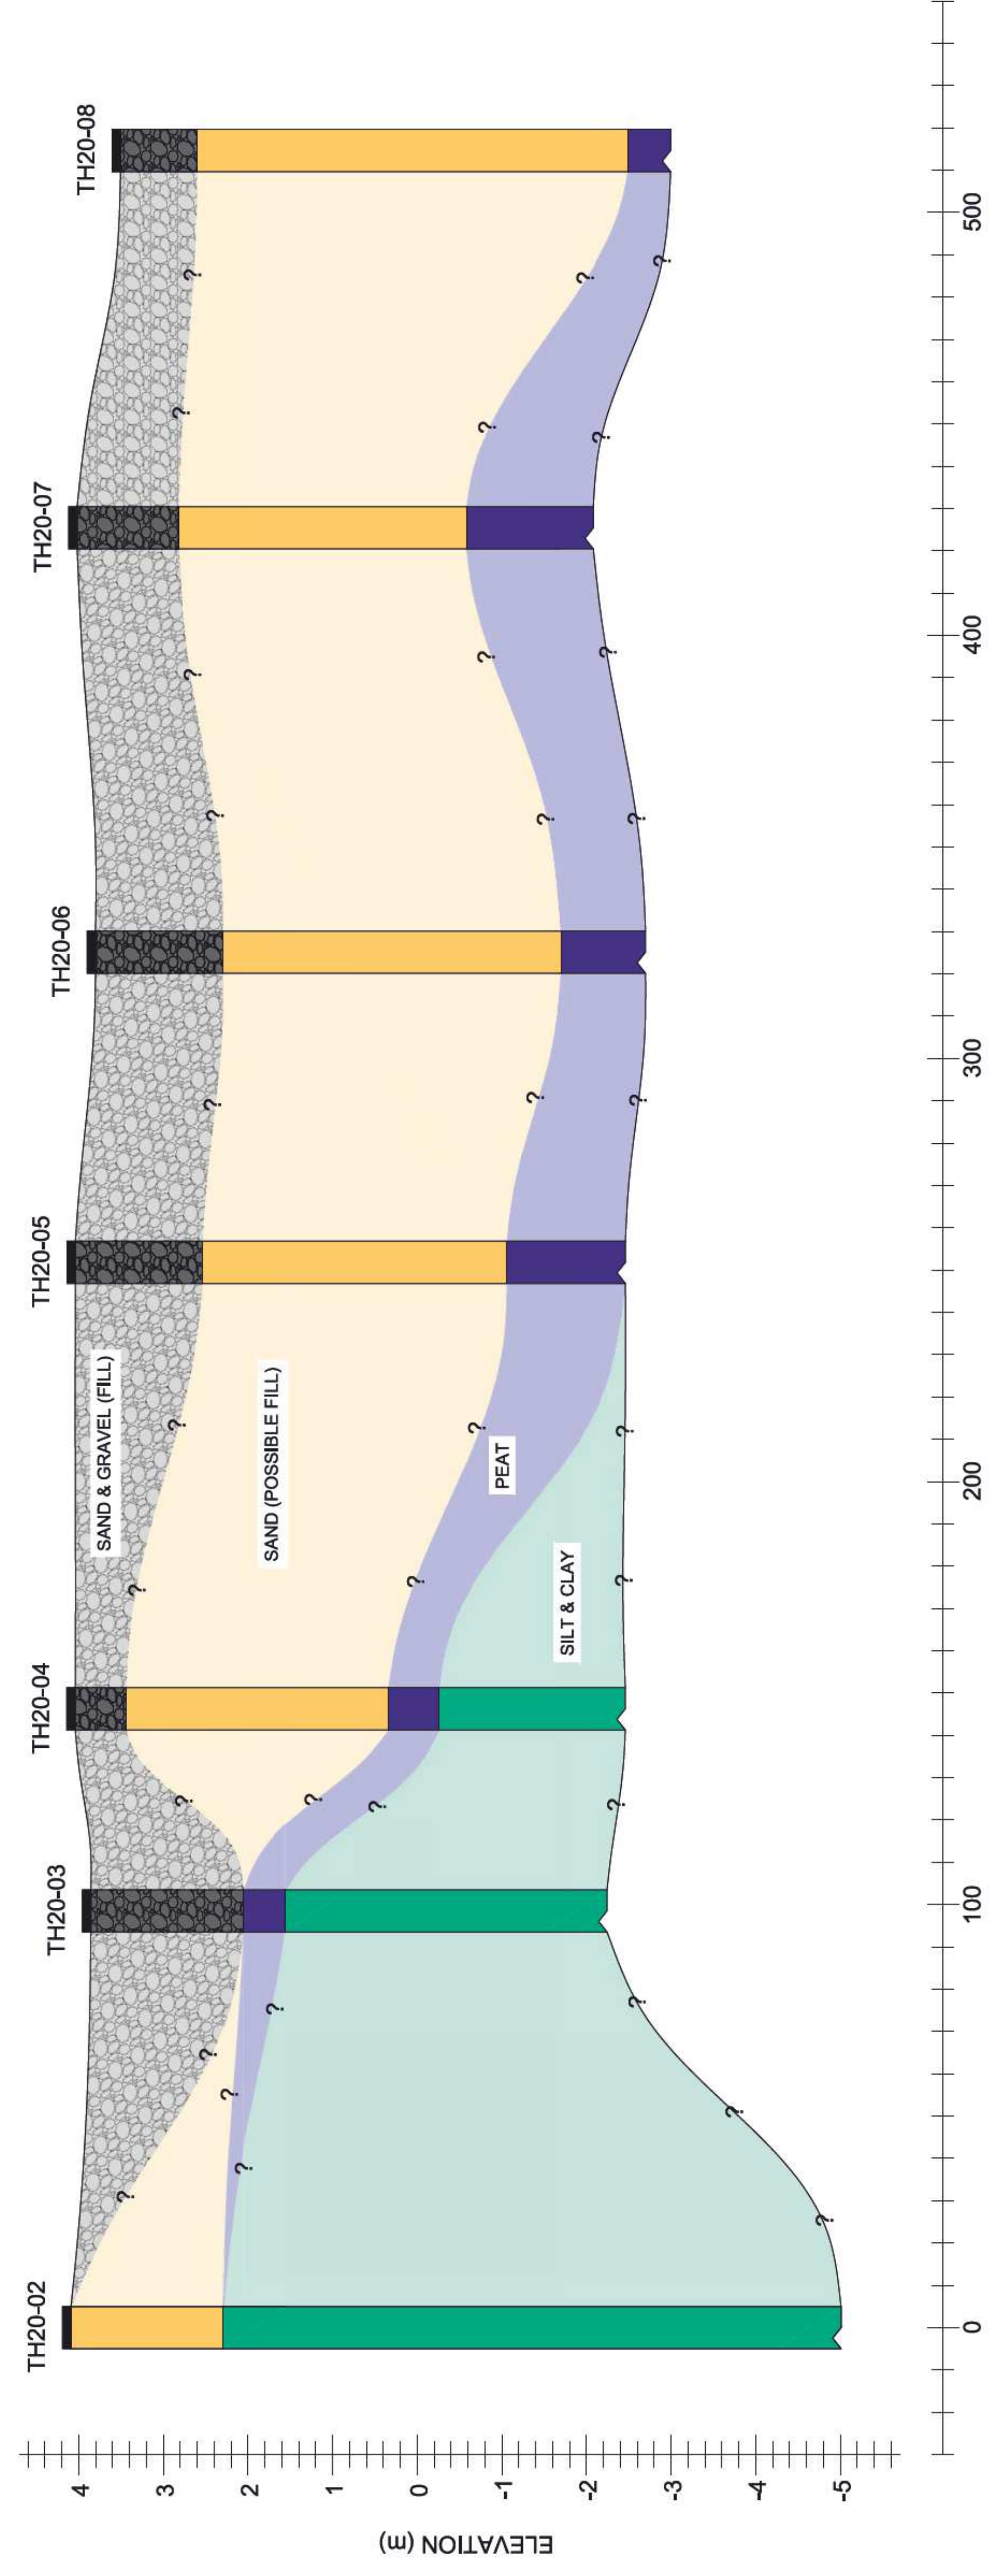 TH20-02
TH20-03
TH20-04
TH20-05
TH20-06
TH20-07
TH20-08
SAND & GRAVEL (FILL)
SAND (POSSIBLE FILL)
PEAT
SILT & CLAY
? ? ? ? ? ? ? ? ?
? ? ? ? ? ? ? ? ? ?
? ? ? ? ? ? ? ? ? ? ? ? ? ?
ELEVATION (m)
4
3
2
1
0
-1
-2
-3
-4
-5
0 100 200 300 400 500